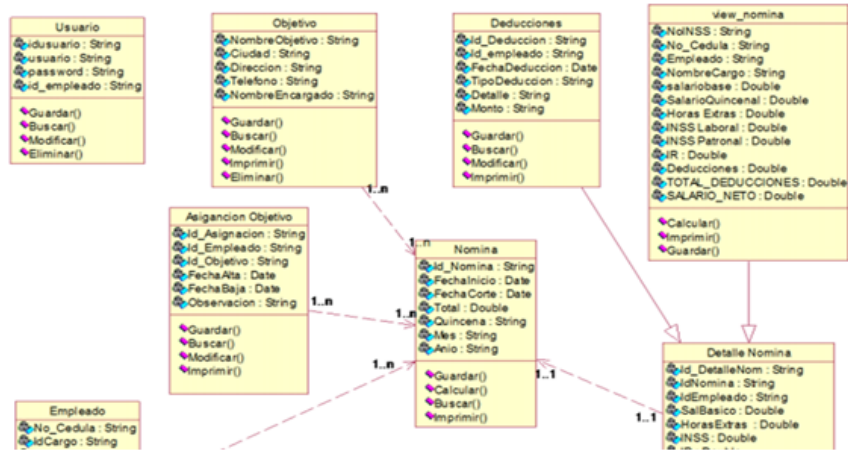 Usuario
idusuario : String
usuario : String
password : String
id_empleado : String
Guardar()
Buscar()
Modificar()
Eliminar()
Objetivo
NombreObjetivo : String
Ciudad : String
Direccion : String
Telefono : String
NombreEncargado : String
Guardar()
Buscar()
Modificar()
Imprimir()
Eliminar()
Deducciones
Id_Deduccion : String
Id_empleado : String
FechaDeduccion : Date
TipoDeduccion : String
Detalle : String
Monto : String
Guardar()
Buscar()
Modificar()
Imprimir()
view_nomina
NoINSS : String
No_Cedula : String
Empleado : String
NombreCargo : String
salariobase : Double
SalarioQuincenal : Double
Horas Extras : Double
INSS Laboral : Double
INSS Patronal : Double
IR : Double
Deducciones : Double
TOTAL_DEDUCCIONES : Double
SALARIO_NETO : Double
Calcular()
Imprimir()
Guardar()
1..n
1..n
Asigancion Objetivo
Id_Asignacion : String
Id_Empleado : String
Id_Objetivo : String
FechaAlta : Date
FechaBaja : Date
Observacion : String
Guardar()
Buscar()
Modificar()
Imprimir()
1..n
1..n
1..n
Nomina
Id_Nomina : String
FechaInicio : Date
FechaCorte : Date
Total : Double
Quincena : String
Mes : String
Anio : String
Guardar()
Calcular()
Buscar()
Imprimir()
1..1
1..1
Detalle Nomina
Id_DetalleNom : String
IdNomina : String
IdEmpleado : String
SalBasico : Double
HorasExtras : Double
INSS : Double
Empleado
No_Cedula : String
IdCargo : String